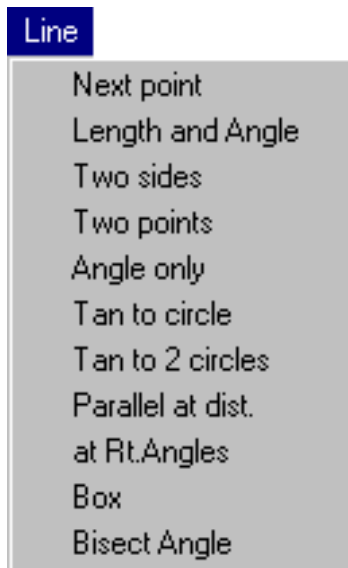 Line
Next point
Length and Angle
Two sides
Two points
Angle only
Tan to circle
Tan to 2 circles
Parallel at dist.
at Rt.Angles
Box
Bisect Angle